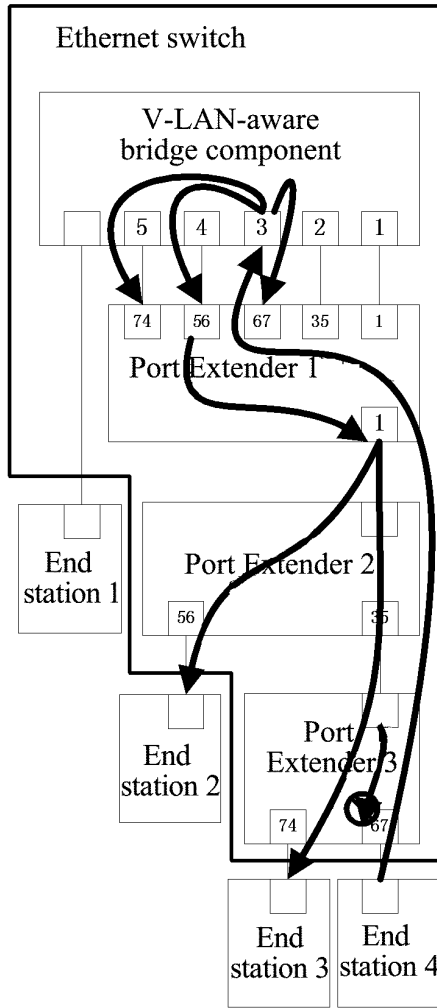 Ethernet switch
V-LAN-aware
bridge component
5 4 3 2 1
74 56 67 35 1
Port Extender 1
1
Port Extender 2
End
station 1
56 35
Port
Extender 3
End
station 2
74 67
End
station 3
End
station 4